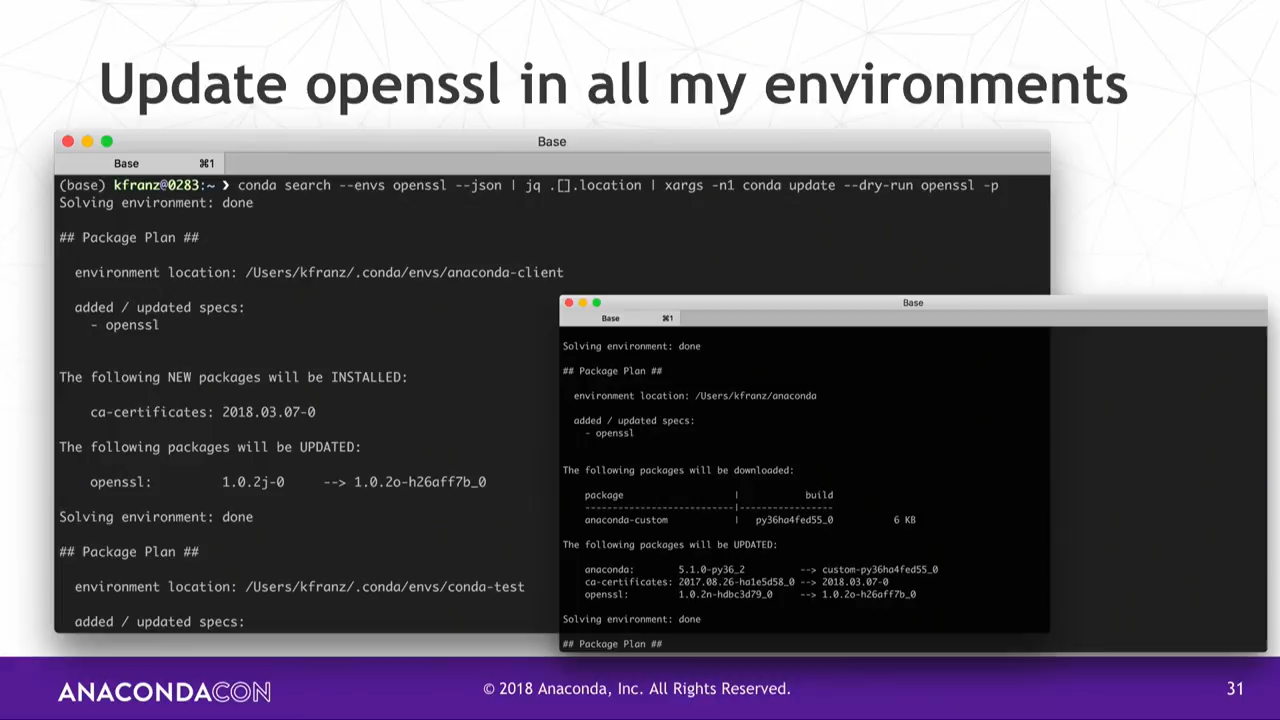 Update openssl in all my environments
Base
Base ⌘1
(base) kfranz@0283:~ ❯ conda search --envs openssl --json | jq .[].location | xargs -n1 conda update --dry-run openssl -p
Solving environment: done
## Package Plan ##
environment location: /Users/kfranz/.conda/envs/anaconda-client
added / updated specs:
- openssl
The following NEW packages will be INSTALLED:
ca-certificates: 2018.03.07-0
The following packages will be UPDATED:
openssl: 1.0.2j-0 --> 1.0.2o-h26aff7b_0
Solving environment: done
## Package Plan ##
environment location: /Users/kfranz/.conda/envs/conda-test
added / updated specs:
Base
Base ⌘1
Solving environment: done
## Package Plan ##
environment location: /Users/kfranz/anaconda
added / updated specs:
- openssl
The following packages will be downloaded:
package | build
---------------------------|-----------------
anaconda-custom | py36ha4fed55_0 6 KB
The following packages will be UPDATED:
anaconda: 5.1.0-py36_2 --> custom-py36ha4fed55_0
ca-certificates: 2017.08.26-ha1e5d58_0 --> 2018.03.07-0
openssl: 1.0.2n-hdbc3d79_0 --> 1.0.2o-h26aff7b_0
Solving environment: done
## Package Plan ##
ANACONDACON
© 2018 Anaconda, Inc. All Rights Reserved.
31